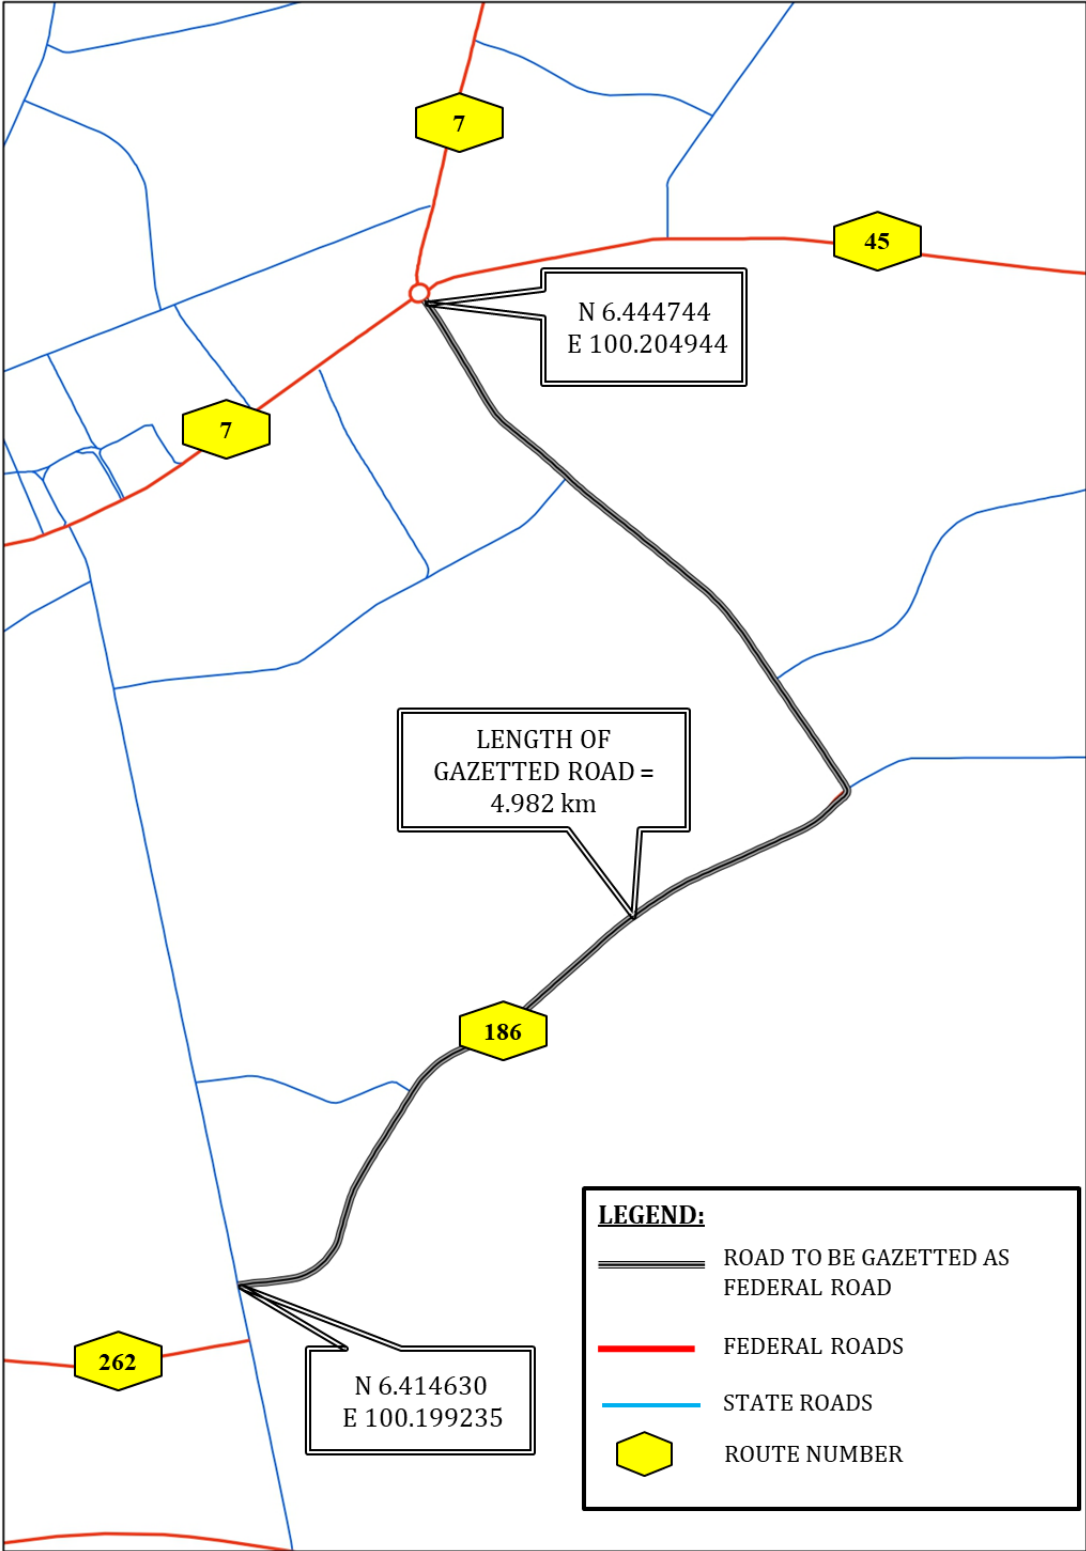 7
45
N 6.444744
E 100.204944
7
LENGTH OF
GAZETTED ROAD =
4.982 km
186
262
N 6.414630
E 100.199235
LEGEND:
ROAD TO BE GAZETTED AS
FEDERAL ROAD
FEDERAL ROADS
STATE ROADS
ROUTE NUMBER